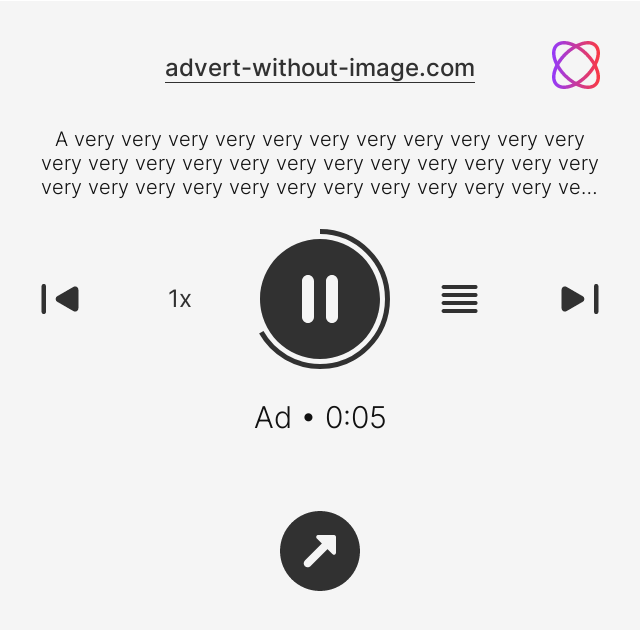 advert-without-image.com
A very very very very very very very very very very very
very very very very very very very very very very very very
very very very very very very very very very very very ve...
1x
Ad • 0:05